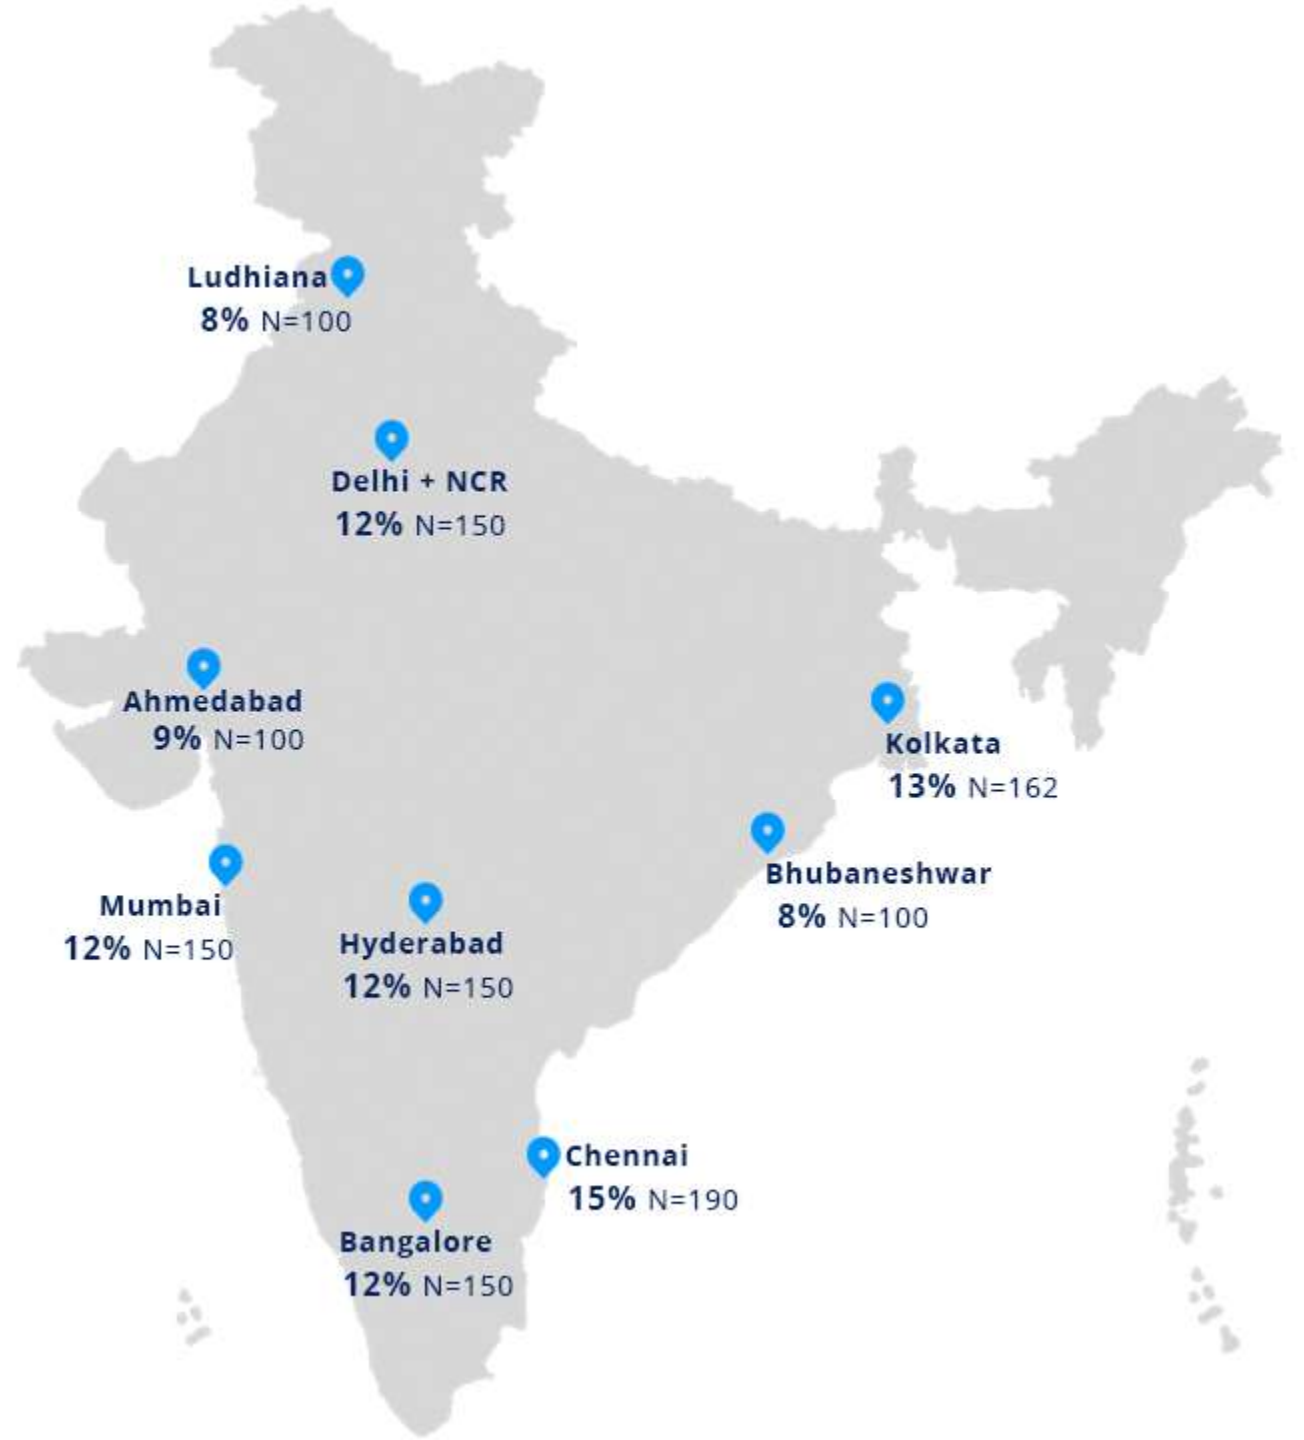 Ludhiana
8% N=100
Delhi + NCR
12% N=150
Ahmedabad
9% N=100
Kolkata
13% N=162
Bhubaneshwar
8% N=100
Mumbai
12% N=150
Hyderabad
12% N=150
Chennai
15% N=190
Bangalore
12% N=150